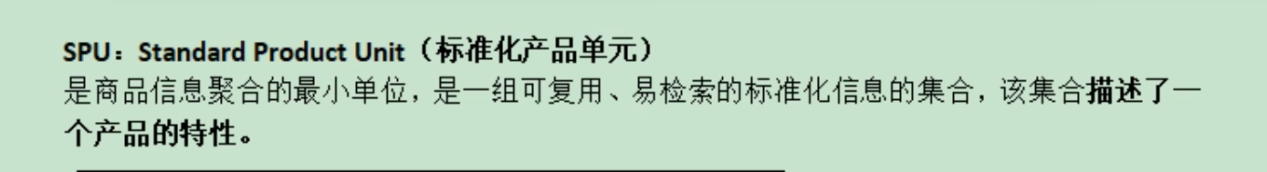 SPU：Standard Product Unit（标准化产品单元）
是商品信息聚合的最小单位，是一组可复用、易检索的标准化信息的集合，该集合描述了一
个产品的特性。